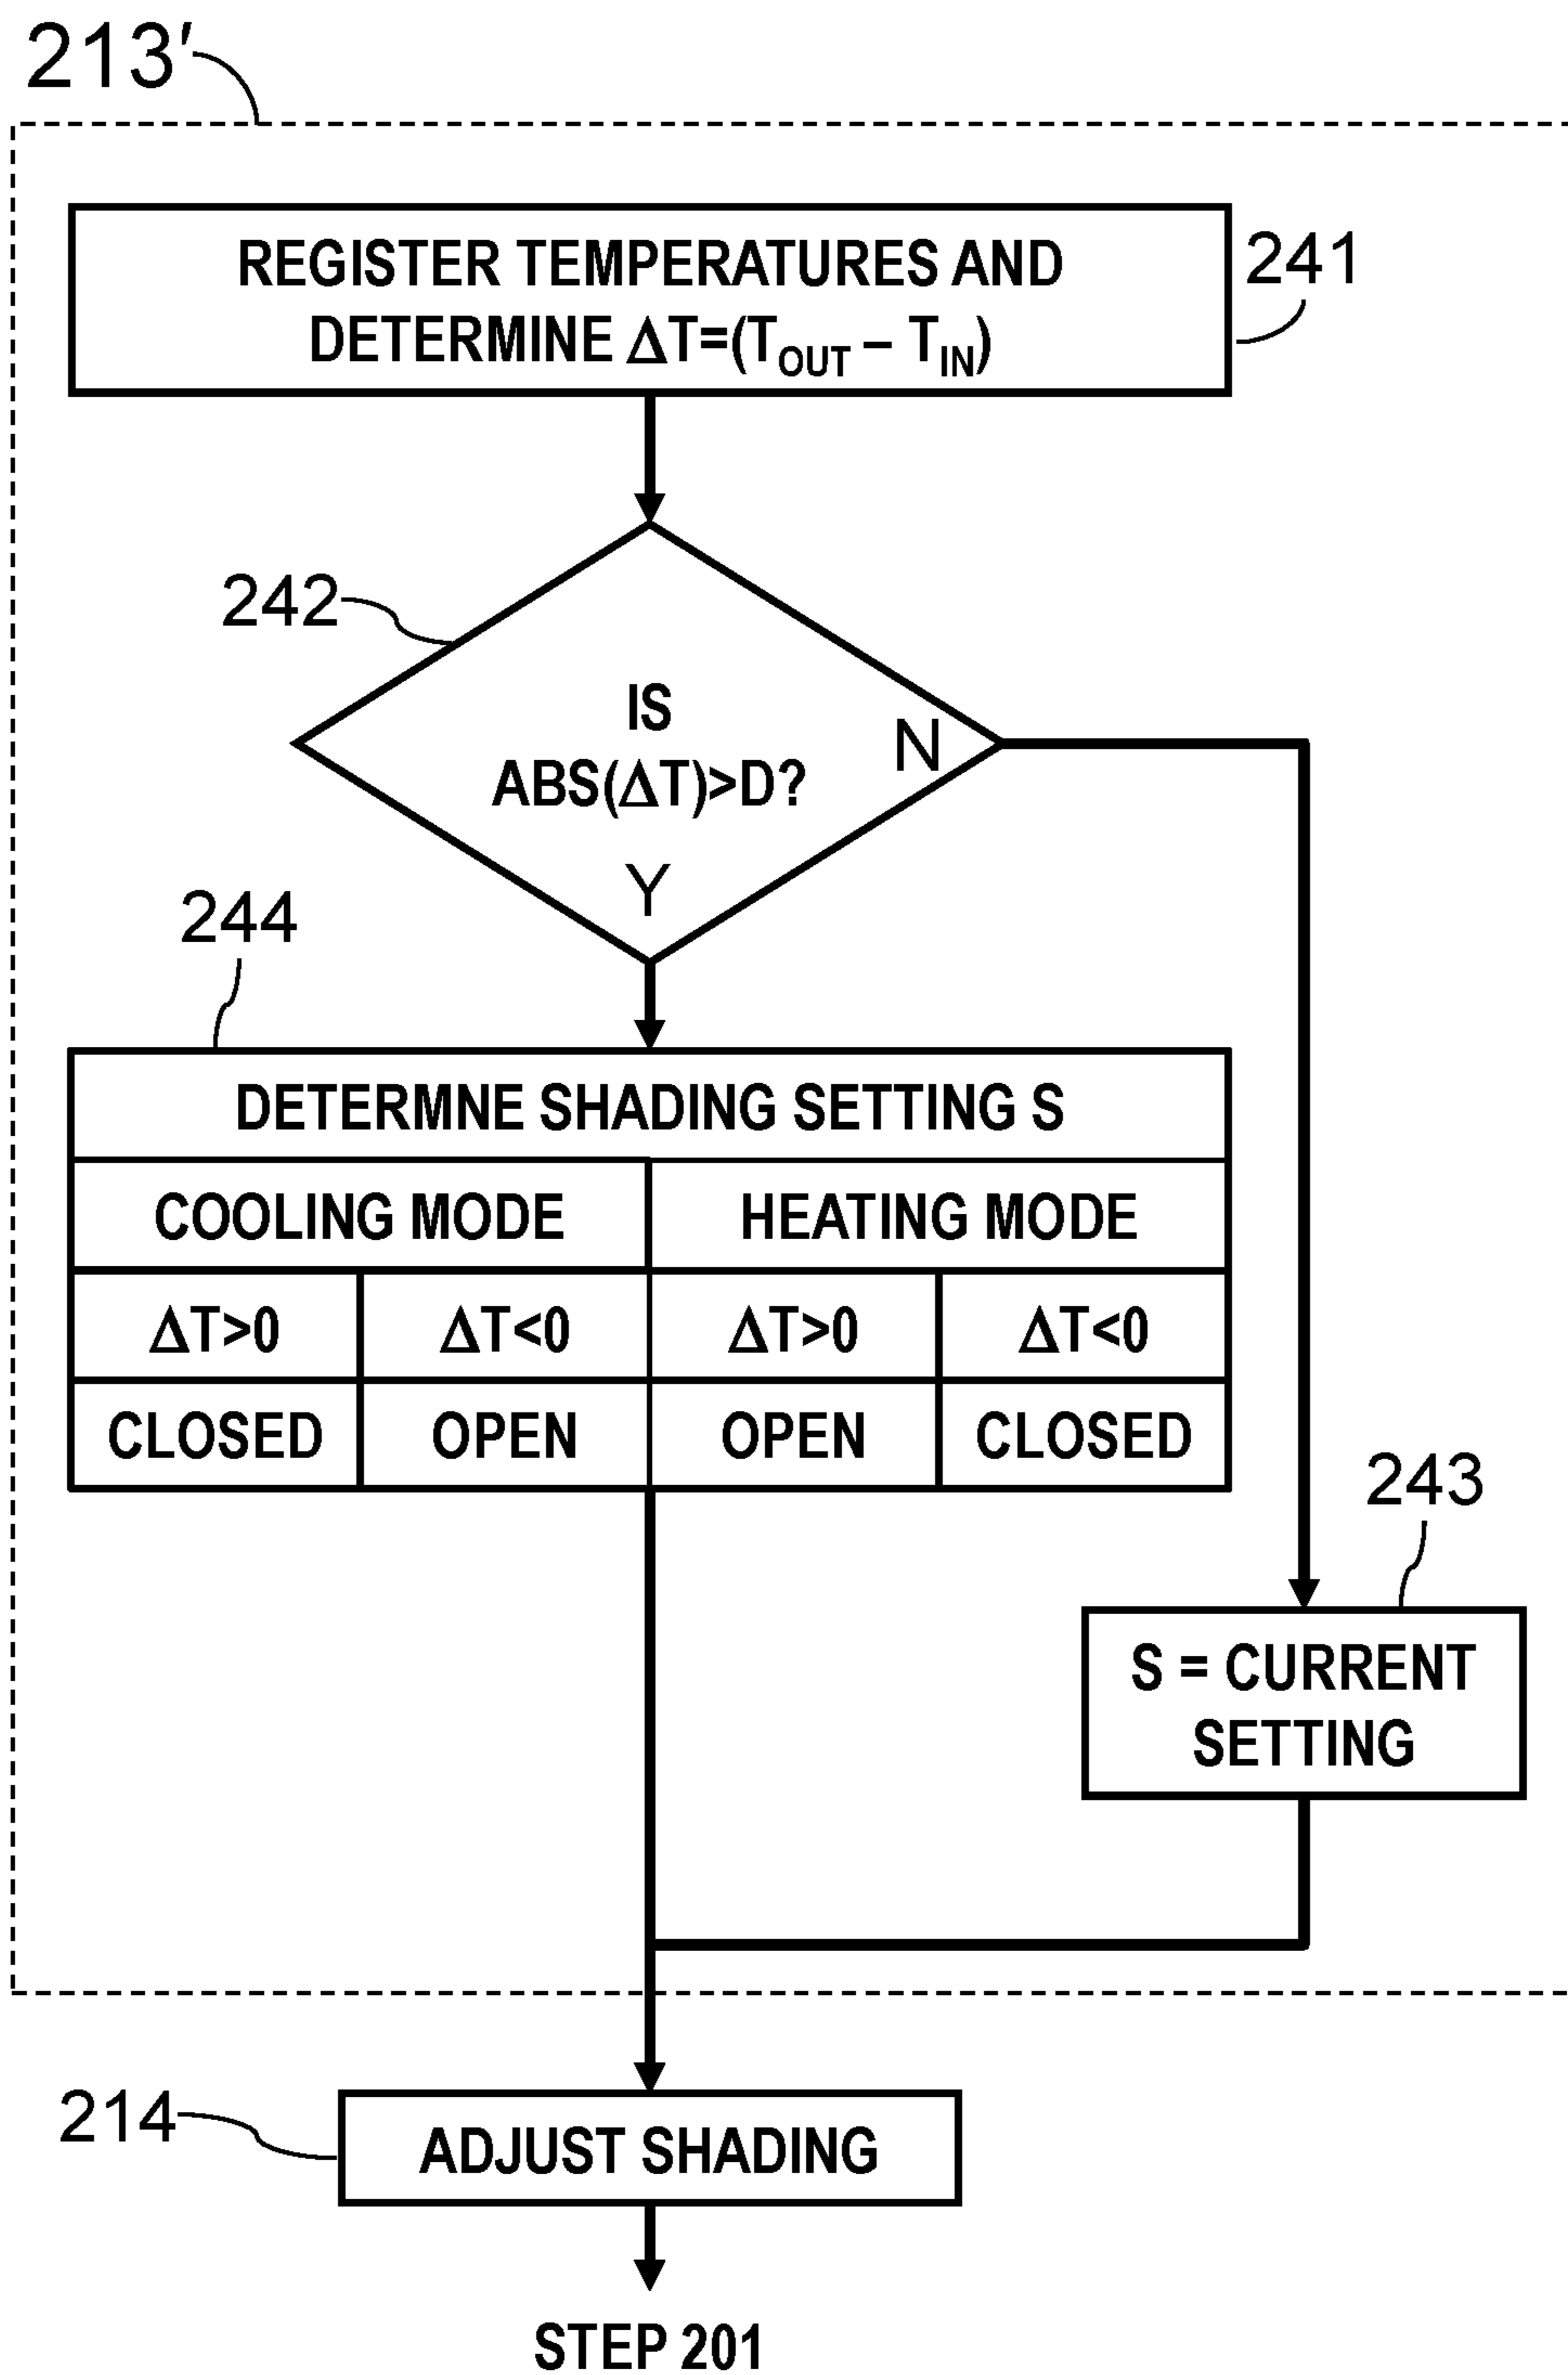 213′
REGISTER TEMPERATURES AND
DETERMINE ΔT=(TOUT – TIN)
241
242
IS
ABS(ΔT)>D?
N
Y
244
DETERMNE SHADING SETTING S
COOLING MODE
HEATING MODE
ΔT>0
ΔT<0
ΔT>0
ΔT<0
CLOSED
OPEN
OPEN
CLOSED
243
S = CURRENT
SETTING
214
ADJUST SHADING
STEP 201